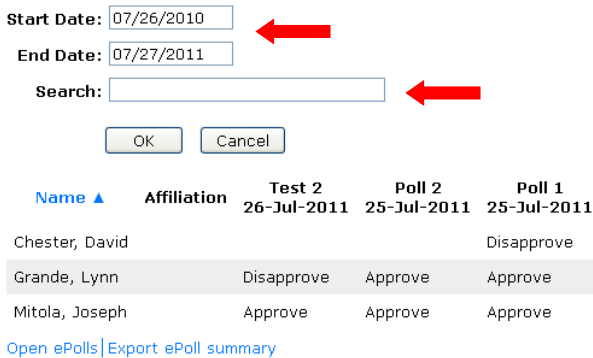 Start Date: 07/26/2010
End Date: 07/27/2011
Search:
OK Cancel
Name ▲ Affiliation Test 2 26-Jul-2011 Poll 2 25-Jul-2011 Poll 1 25-Jul-2011
Chester, David Disapprove
Grande, Lynn Disapprove Approve Approve
Mitola, Joseph Approve Approve Approve
Open ePolls|Export ePoll summary